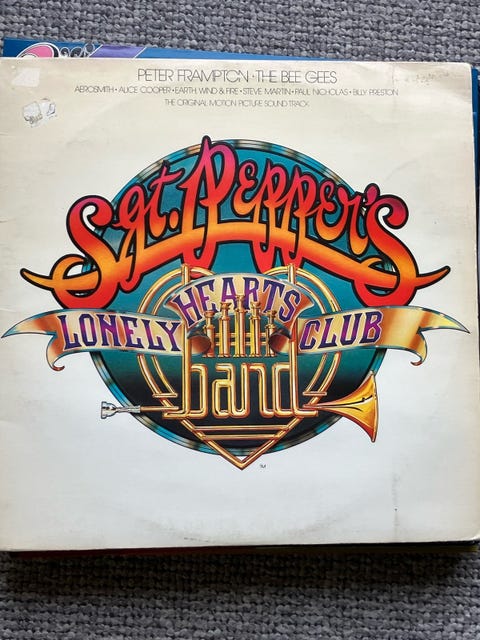 PETER FRAMPTON • THE BEE GEES
AEROSMITH • ALICE COOPER • EARTH, WIND & FIRE • STEVE MARTIN • PAUL NICHOLAS • BILLY PRESTON
THE ORIGINAL MOTION PICTURE SOUND TRACK
Sgt. Pepper's
LONELY HEARTS CLUB
band
TM